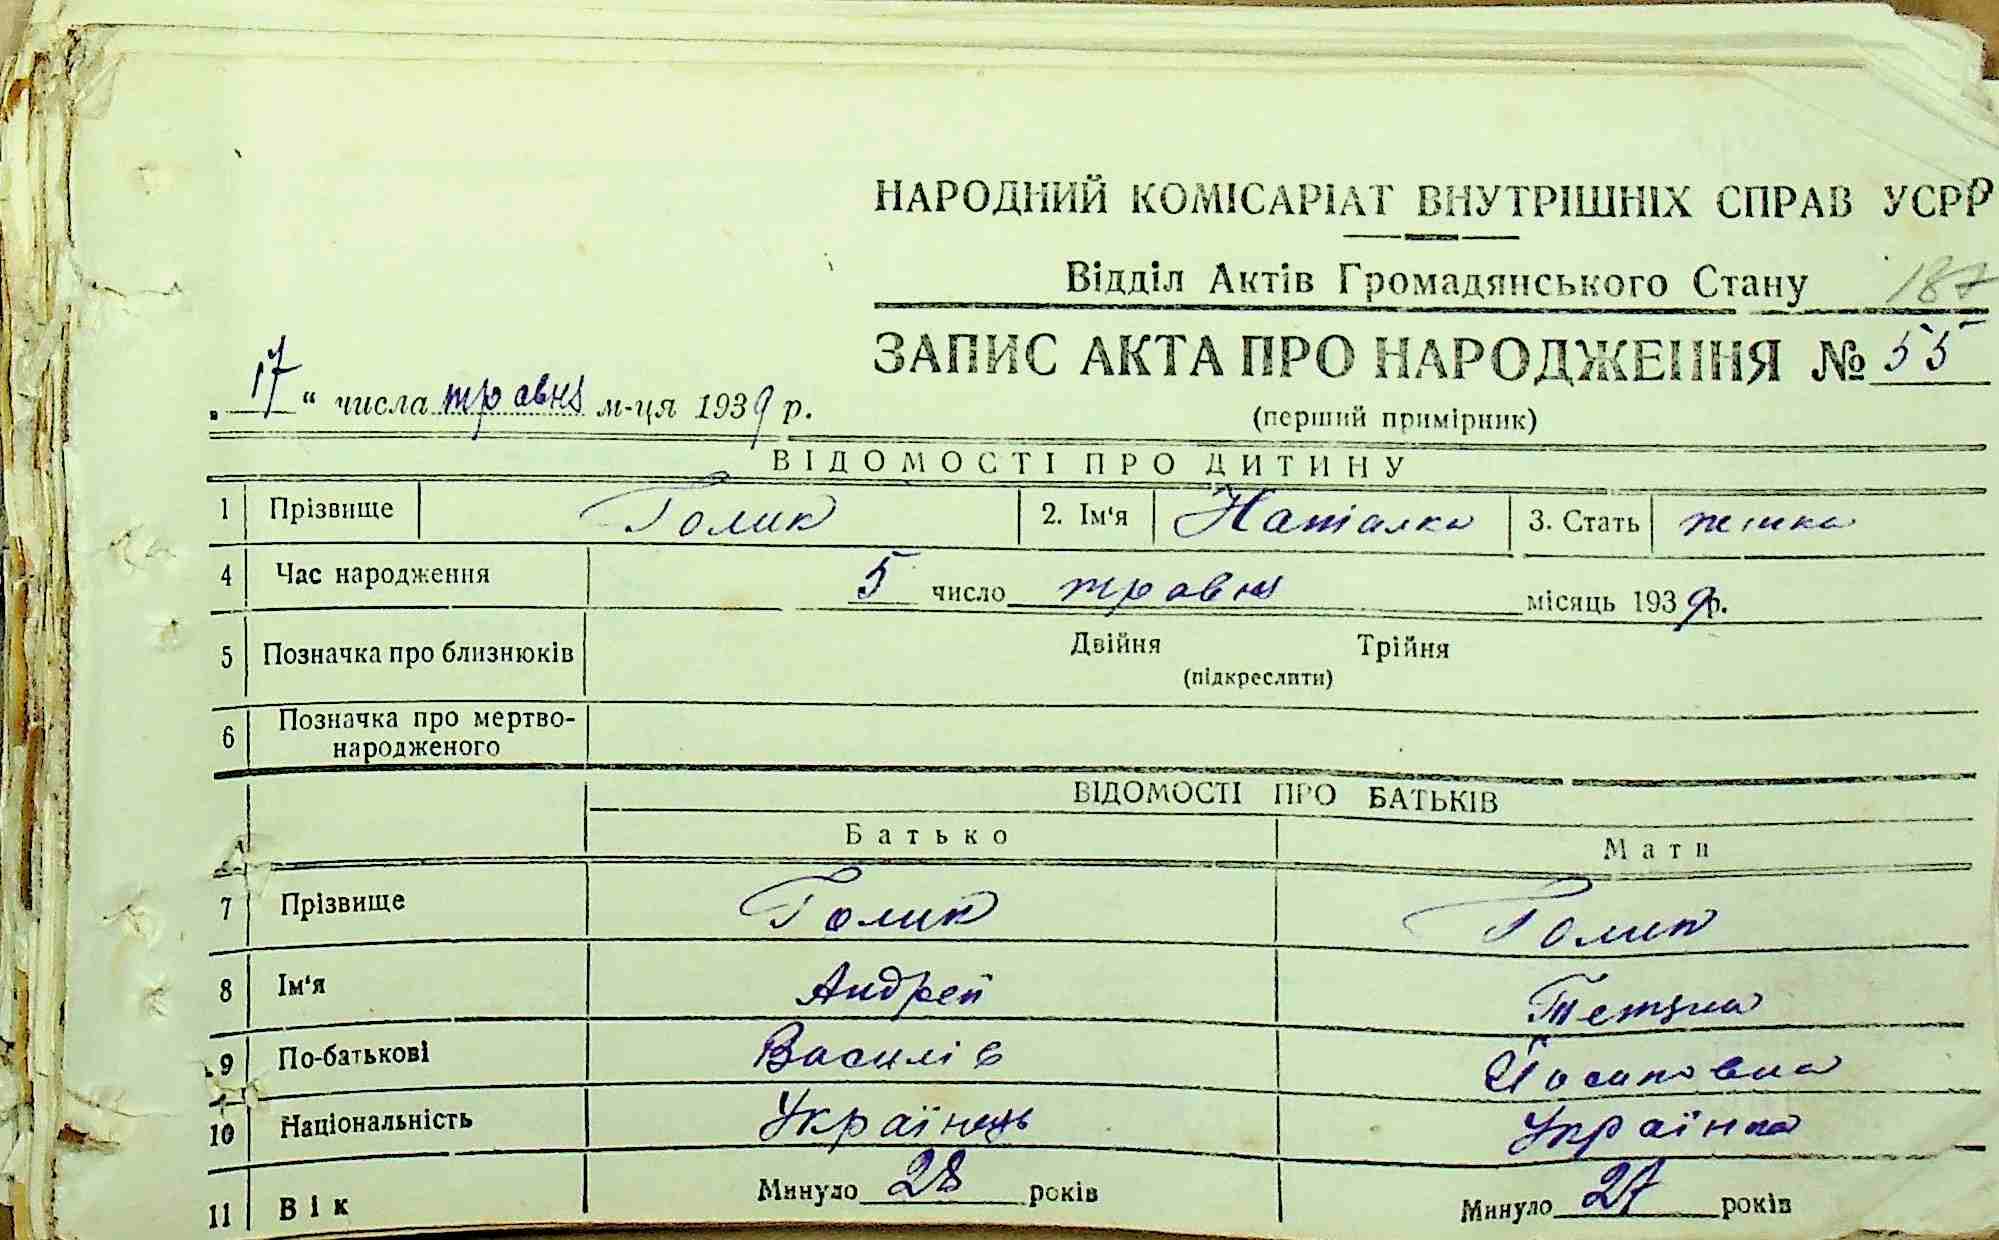 НАРОДНИЙ КОМІСАРІАТ ВНУТРІШНІХ СПРАВ УСРР
Відділ Актів Громадянського Стану 187
ЗАПИС АКТА ПРО НАРОДЖЕННЯ № 55
„ 17 “ числа травня м-ця 1939 р.
(перший примірник)
ВІДОМОСТІ ПРО ДИТИНУ
1 Прізвище Голик 2. Ім'я Наталка 3. Стать жінка
4 Час народження 5 число травня місяць 1939 р.
5 Позначка про близнюків Двійня Трійня
(підкреслити)
6 Позначка про мертво-
народженого
ВІДОМОСТІ ПРО БАТЬКІВ
Батько Мати
7 Прізвище Голик Голик
8 Ім'я Андрей Тетяна
9 По-батькові Василів Йосиповна
10 Національність Українець Українка
11 Вік Минуло 28 років Минуло 27 років